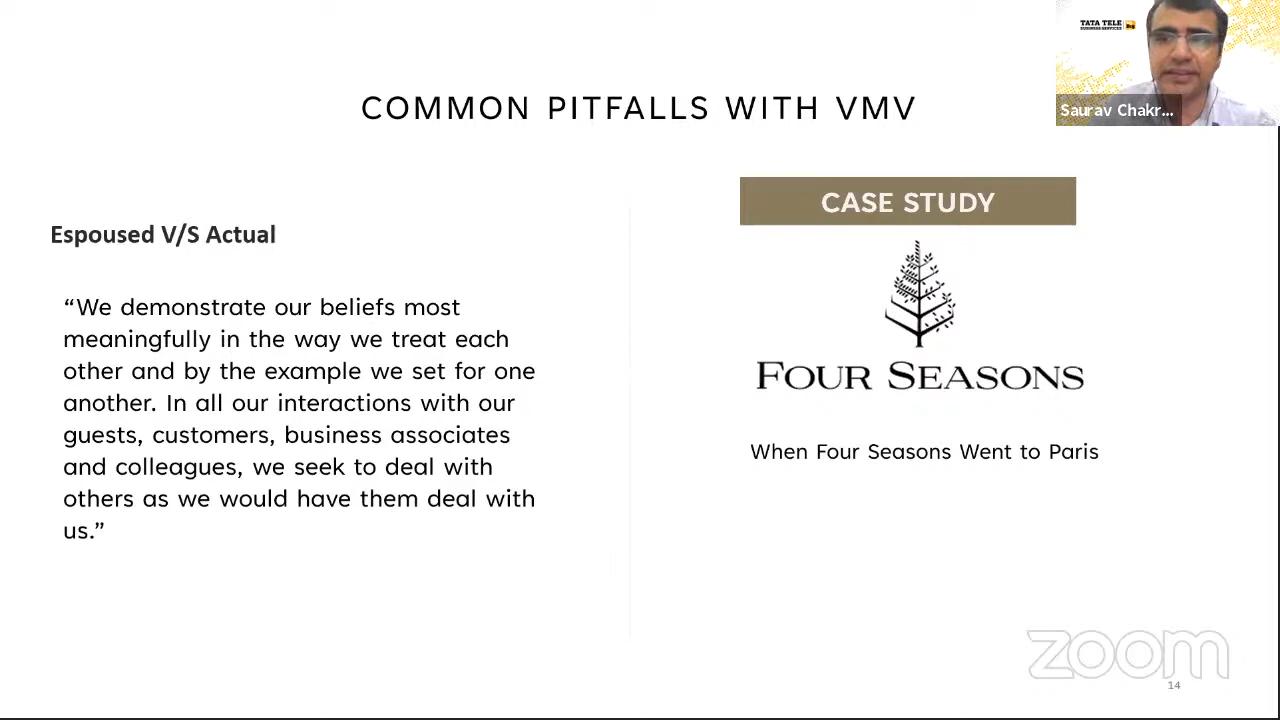 TATA TELE
BUSINESS SERVICES
Saurav Chakr...
COMMON PITFALLS WITH VMV
Espoused V/S Actual
“We demonstrate our beliefs most
meaningfully in the way we treat each
other and by the example we set for one
another. In all our interactions with our
guests, customers, business associates
and colleagues, we seek to deal with
others as we would have them deal with
us.”
CASE STUDY
FOUR SEASONS
When Four Seasons Went to Paris
zoom
14